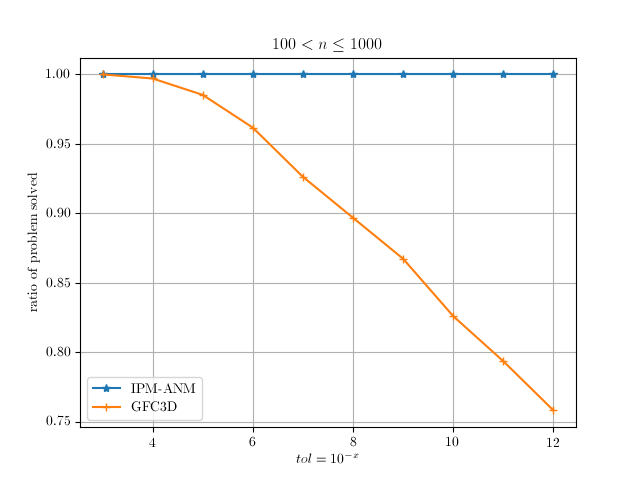 100 < n ≤ 1000
ratio of problem solved
1.00
0.95
0.90
0.85
0.80
0.75
IPM-ANM
GFC3D
4 6 8 10 12
tol = 10^{-x}